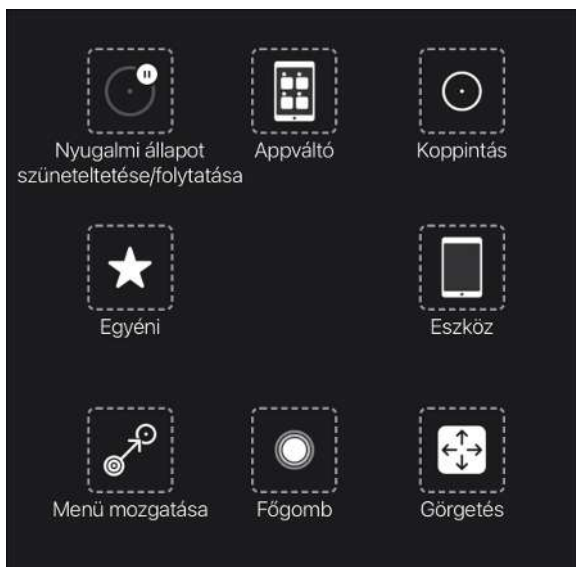 Nyugalmi állapot
szüneteltetése/folytatása
Appváltó
Koppintás
Egyéni
Eszköz
Menü mozgatása
Főgomb
Görgetés